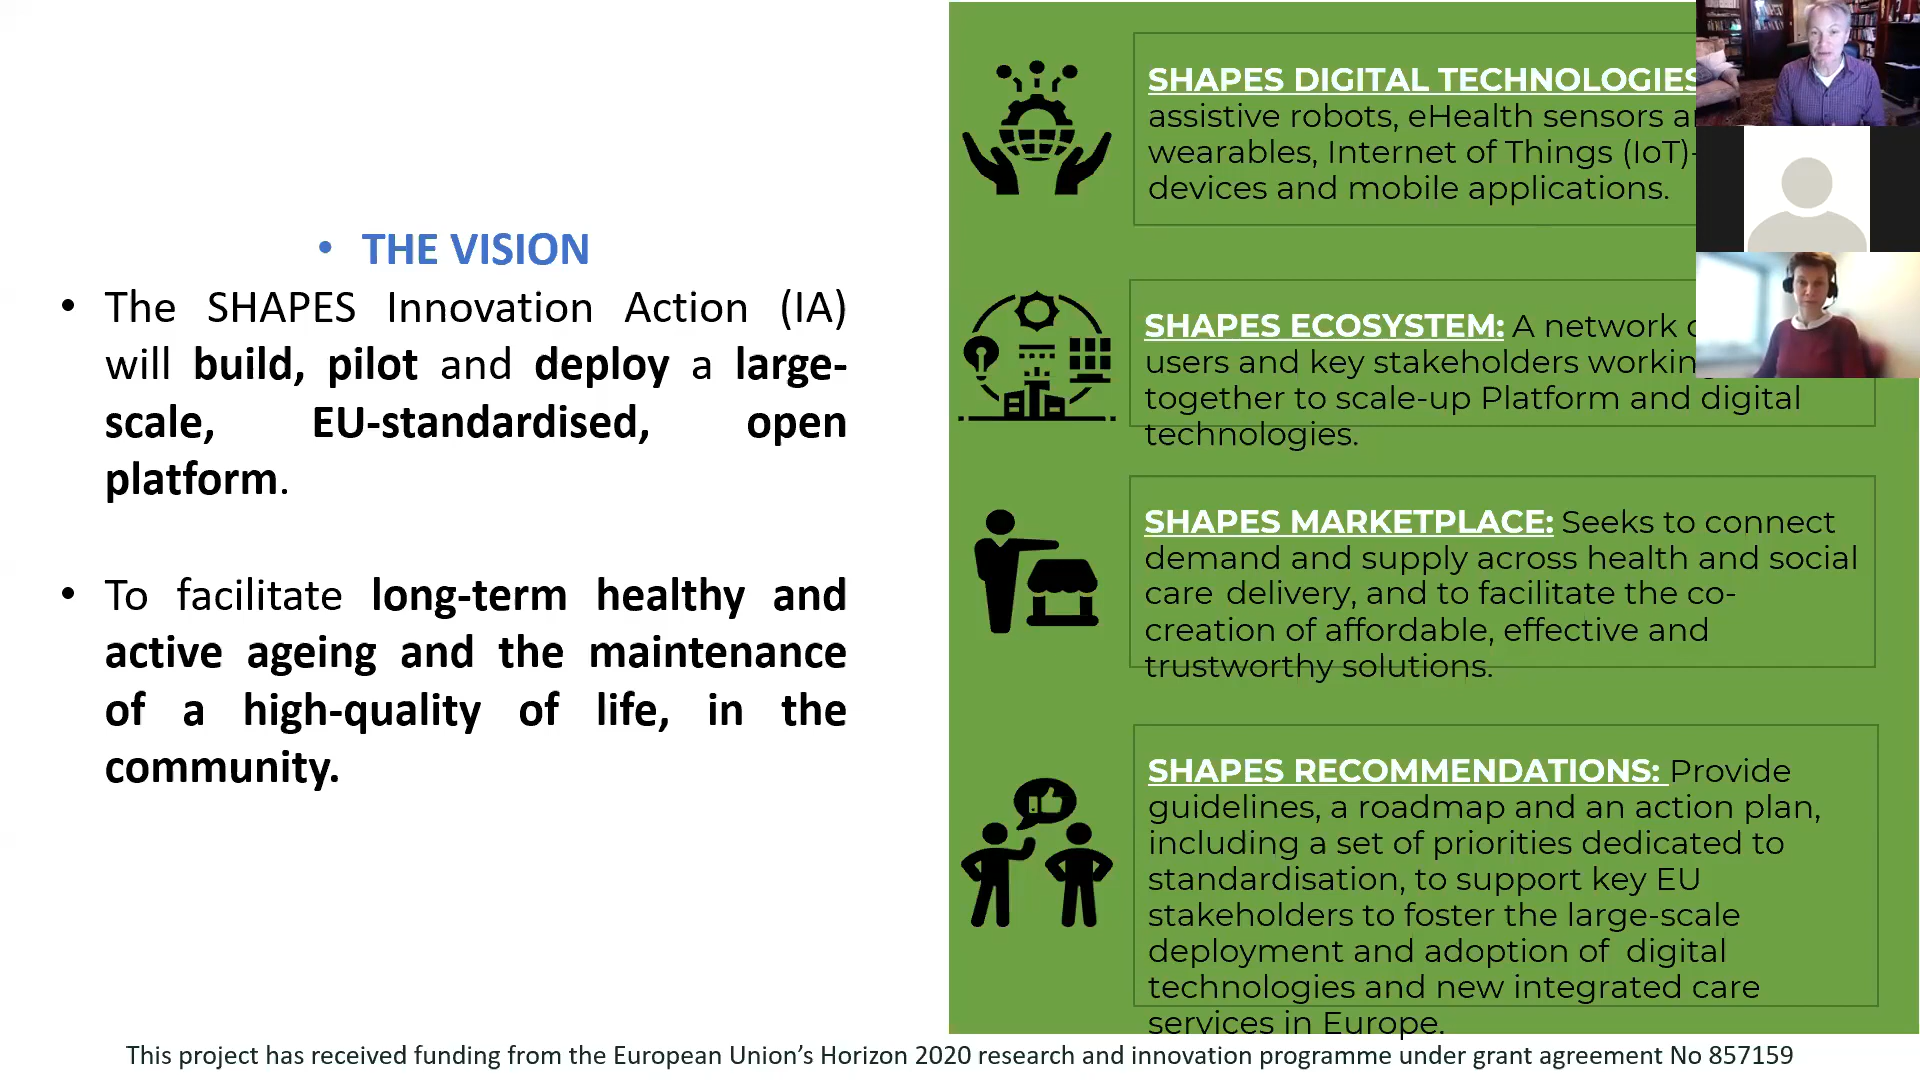 • THE VISION
• The SHAPES Innovation Action (IA)
will build, pilot and deploy a large-
scale, EU-standardised, open
platform.
• To facilitate long-term healthy and
active ageing and the maintenance
of a high-quality of life, in the
community.
SHAPES DIGITAL TECHNOLOGIES
assistive robots, eHealth sensors
wearables, Internet of Things (IoT)-
devices and mobile applications.
SHAPES ECOSYSTEM: A network
users and key stakeholders working
together to scale-up Platform and digital
technologies.
SHAPES MARKETPLACE: Seeks to connect
demand and supply across health and social
care delivery, and to facilitate the co-
creation of affordable, effective and
trustworthy solutions.
SHAPES RECOMMENDATIONS: Provide
guidelines, a roadmap and an action plan,
including a set of priorities dedicated to
standardisation, to support key EU
stakeholders to foster the large-scale
deployment and adoption of digital
technologies and new integrated care
services in Europe.
This project has received funding from the European Union’s Horizon 2020 research and innovation programme under grant agreement No 857159